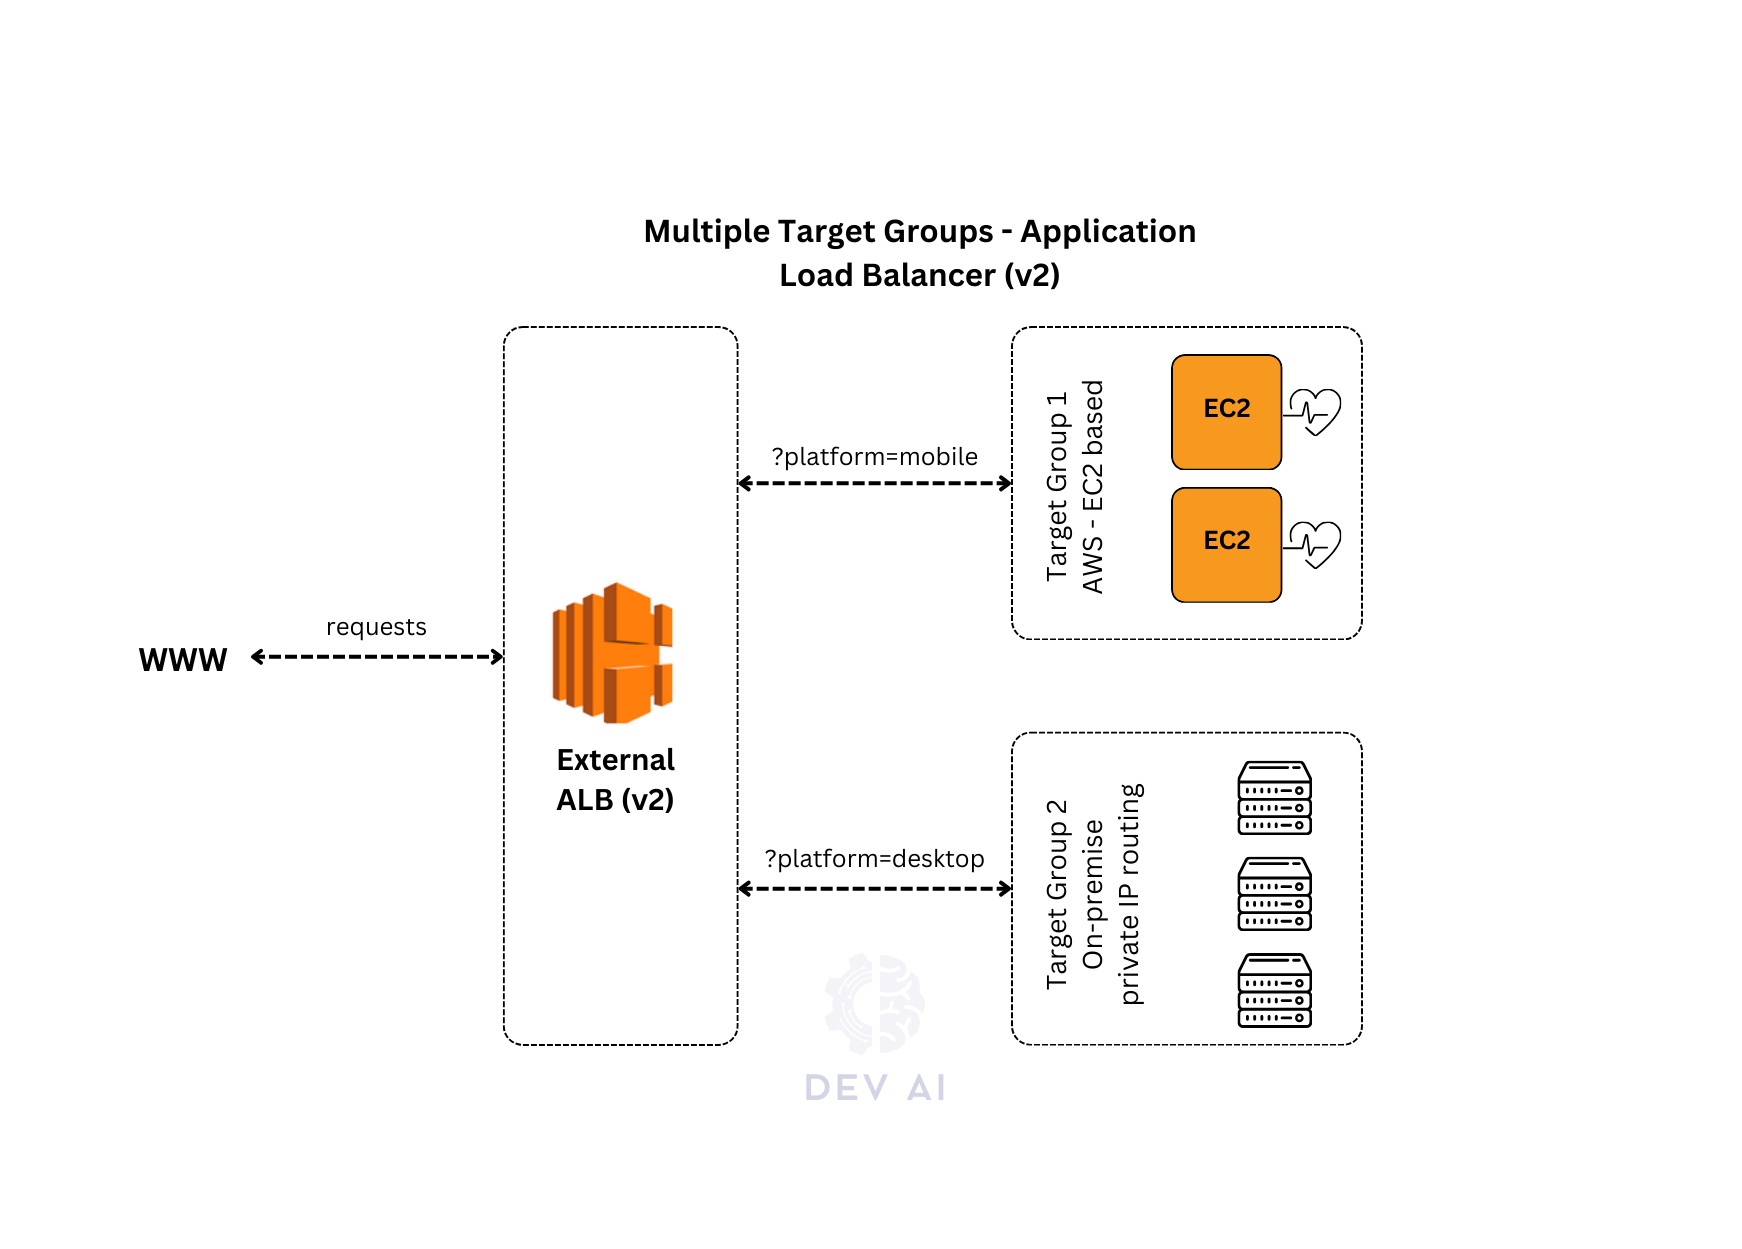 Multiple Target Groups - Application
Load Balancer (v2)
WWW
requests
External
ALB (v2)
?platform=mobile
Target Group 1
AWS - EC2 based
EC2
EC2
?platform=desktop
Target Group 2
On-premise
private IP routing
DEV AI